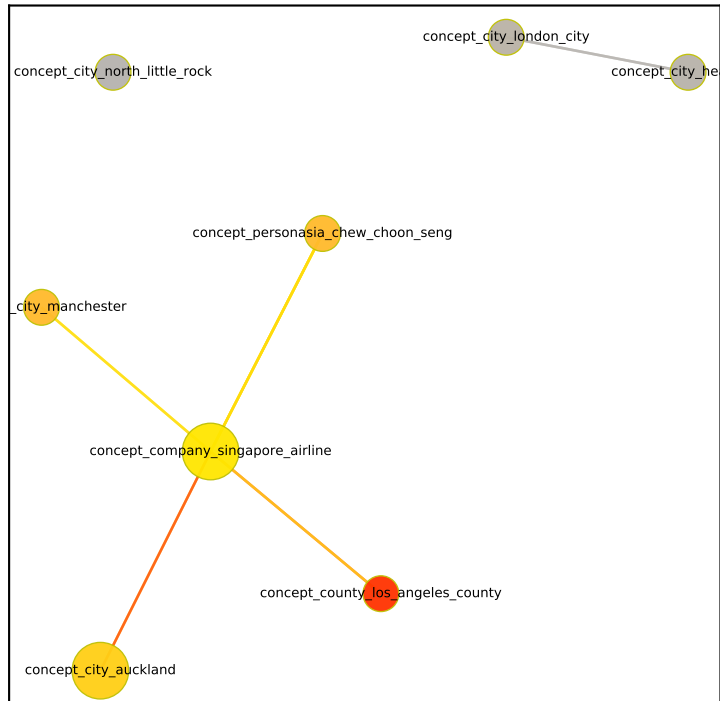 concept_city_london_city
concept_city_north_little_rock
concept_city_he
concept_personasia_chew_choon_seng
_city_manchester
concept_company_singapore_airline
concept_county_los_angeles_county
concept_city_auckland